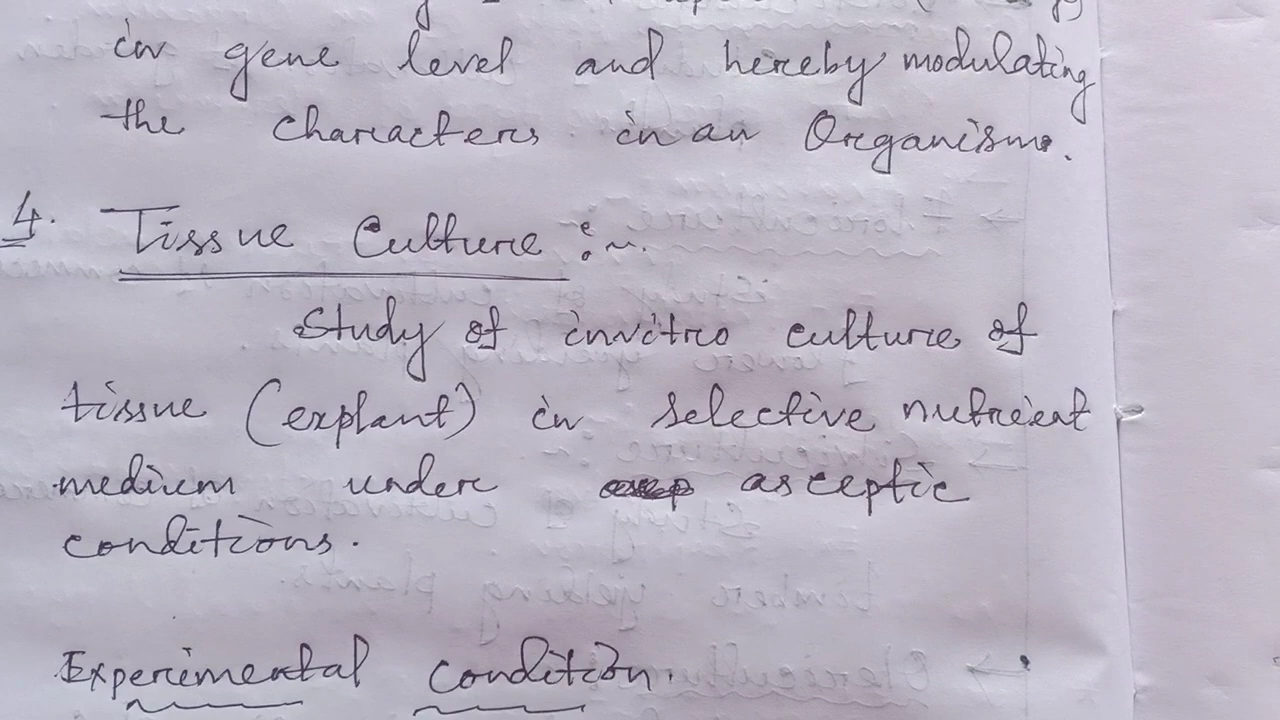 in gene level and hereby modulating
the characters in an Organism.
4. Tissue Culture :~.
Study of invitro culture of
tissue (explant) in selective nutrient
medium under asceptic
conditions.
Experimental condition.